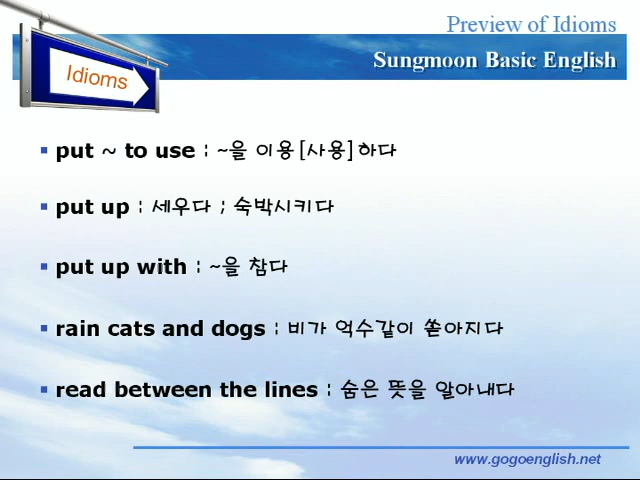 Preview of Idioms
Sungmoon Basic English
Idioms
put ~ to use : ~을 이용[사용]하다
put up : 세우다 ; 숙박시키다
put up with : ~을 참다
rain cats and dogs : 비가 억수같이 쏟아지다
read between the lines : 숨은 뜻을 알아내다
www.gogoenglish.net